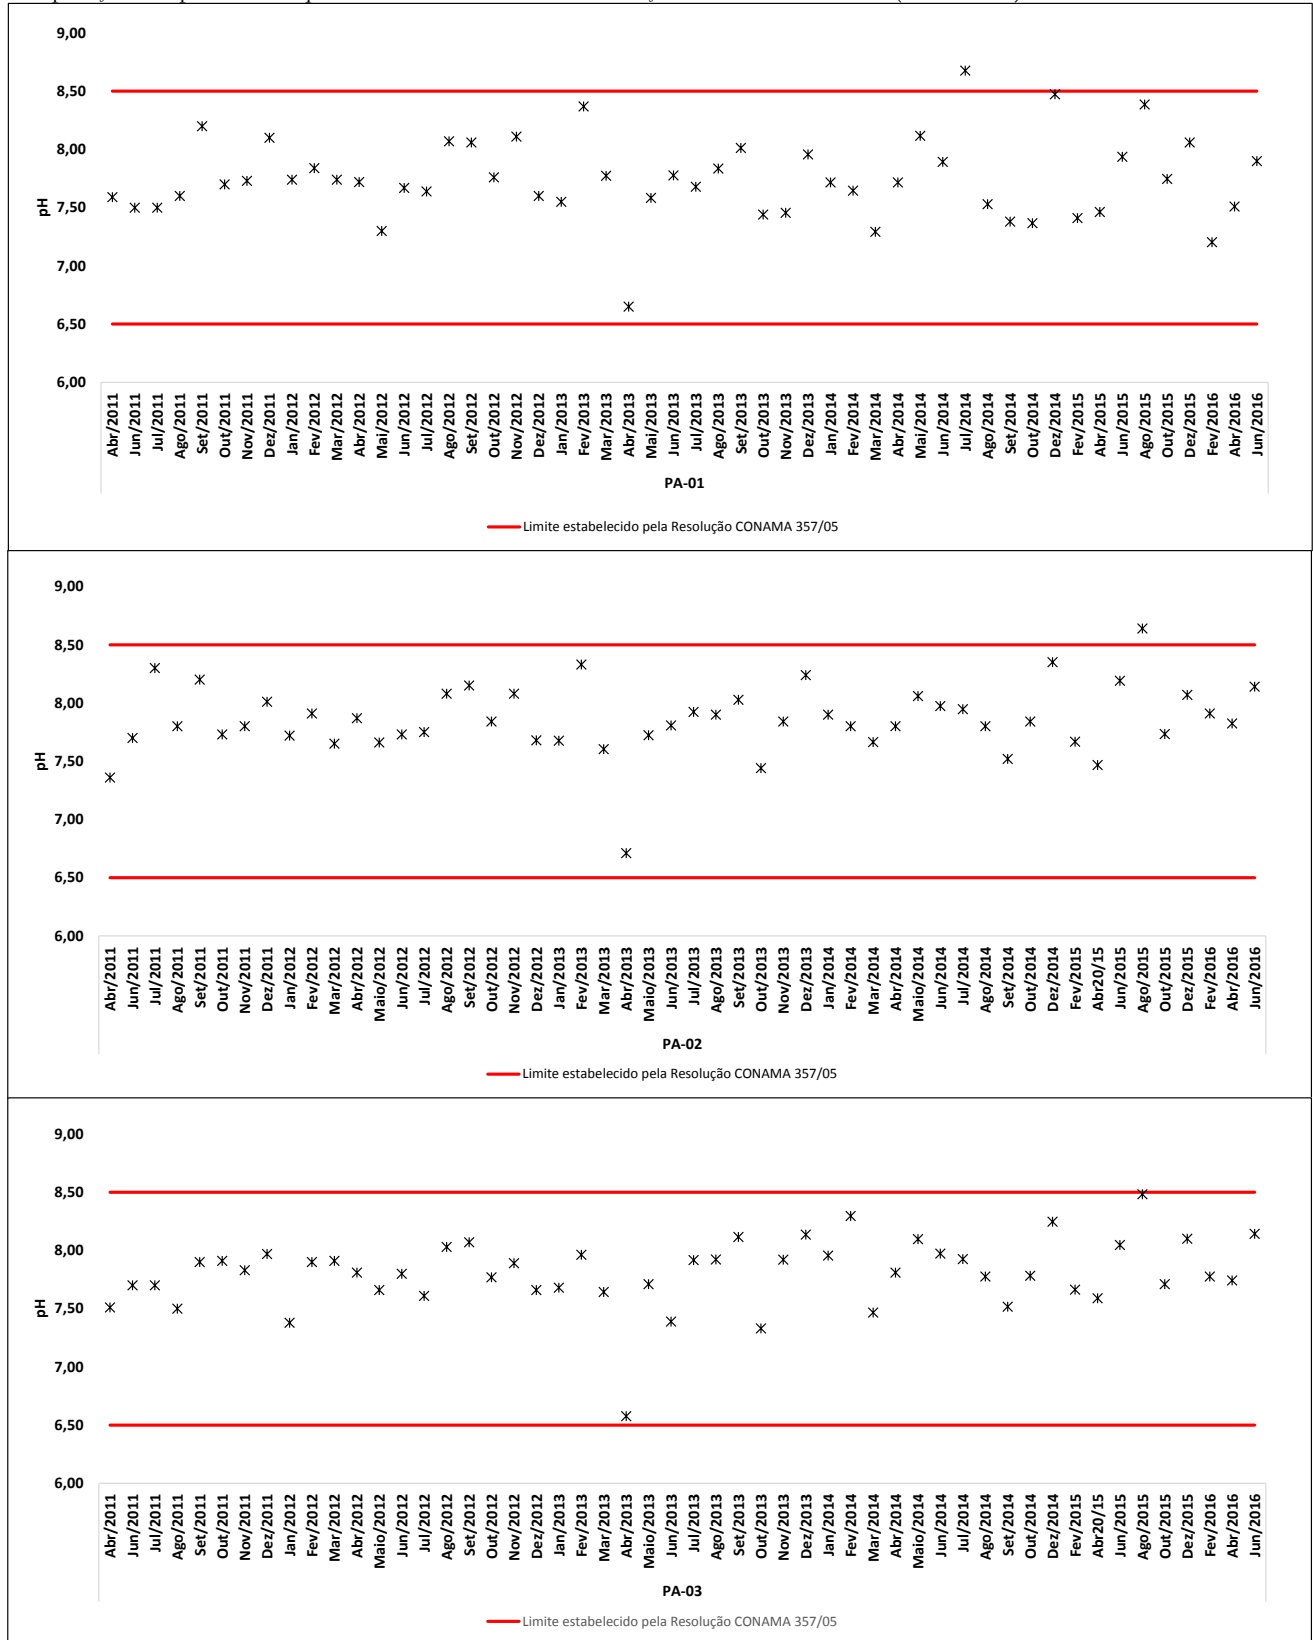 9,00
8,50
8,00
7,50
7,00
6,50
6,00
pH
Abr/2011
Jun/2011
Jul/2011
Ago/2011
Set/2011
Out/2011
Nov/2011
Dez/2011
Jan/2012
Fev/2012
Mar/2012
Abr/2012
Mai/2012
Jun/2012
Jul/2012
Ago/2012
Set/2012
Out/2012
Nov/2012
Dez/2012
Jan/2013
Fev/2013
Mar/2013
Abr/2013
Mai/2013
Jun/2013
Jul/2013
Ago/2013
Set/2013
Out/2013
Nov/2013
Dez/2013
Jan/2014
Fev/2014
Mar/2014
Abr/2014
Mai/2014
Jun/2014
Jul/2014
Ago/2014
Set/2014
Out/2014
Dez/2014
Fev/2015
Abr/2015
Jun/2015
Ago/2015
Out/2015
Dez/2015
Fev/2016
Abr/2016
Jun/2016
PA-01
Limite estabelecido pela Resolução CONAMA 357/05
9,00
8,50
8,00
7,50
7,00
6,50
6,00
pH
Abr/2011
Jun/2011
Jul/2011
Ago/2011
Set/2011
Out/2011
Nov/2011
Dez/2011
Jan/2012
Fev/2012
Mar/2012
Abr/2012
Maio/2012
Jun/2012
Jul/2012
Ago/2012
Set/2012
Out/2012
Nov/2012
Dez/2012
Jan/2013
Fev/2013
Mar/2013
Abr/2013
Maio/2013
Jun/2013
Jul/2013
Ago/2013
Set/2013
Out/2013
Nov/2013
Dez/2013
Jan/2014
Fev/2014
Mar/2014
Abr/2014
Maio/2014
Jun/2014
Jul/2014
Ago/2014
Set/2014
Out/2014
Dez/2014
Fev/2015
Abr20/15
Jun/2015
Ago/2015
Out/2015
Dez/2015
Fev/2016
Abr/2016
Jun/2016
PA-02
Limite estabelecido pela Resolução CONAMA 357/05
9,00
8,50
8,00
7,50
7,00
6,50
6,00
pH
Abr/2011
Jun/2011
Jul/2011
Ago/2011
Set/2011
Out/2011
Nov/2011
Dez/2011
Jan/2012
Fev/2012
Mar/2012
Abr/2012
Maio/2012
Jun/2012
Jul/2012
Ago/2012
Set/2012
Out/2012
Nov/2012
Dez/2012
Jan/2013
Fev/2013
Mar/2013
Abr/2013
Maio/2013
Jun/2013
Jul/2013
Ago/2013
Set/2013
Out/2013
Nov/2013
Dez/2013
Jan/2014
Fev/2014
Mar/2014
Abr/2014
Maio/2014
Jun/2014
Jul/2014
Ago/2014
Set/2014
Out/2014
Dez/2014
Fev/2015
Abr20/15
Jun/2015
Ago/2015
Out/2015
Dez/2015
Fev/2016
Abr/2016
Jun/2016
PA-03
Limite estabelecido pela Resolução CONAMA 357/05